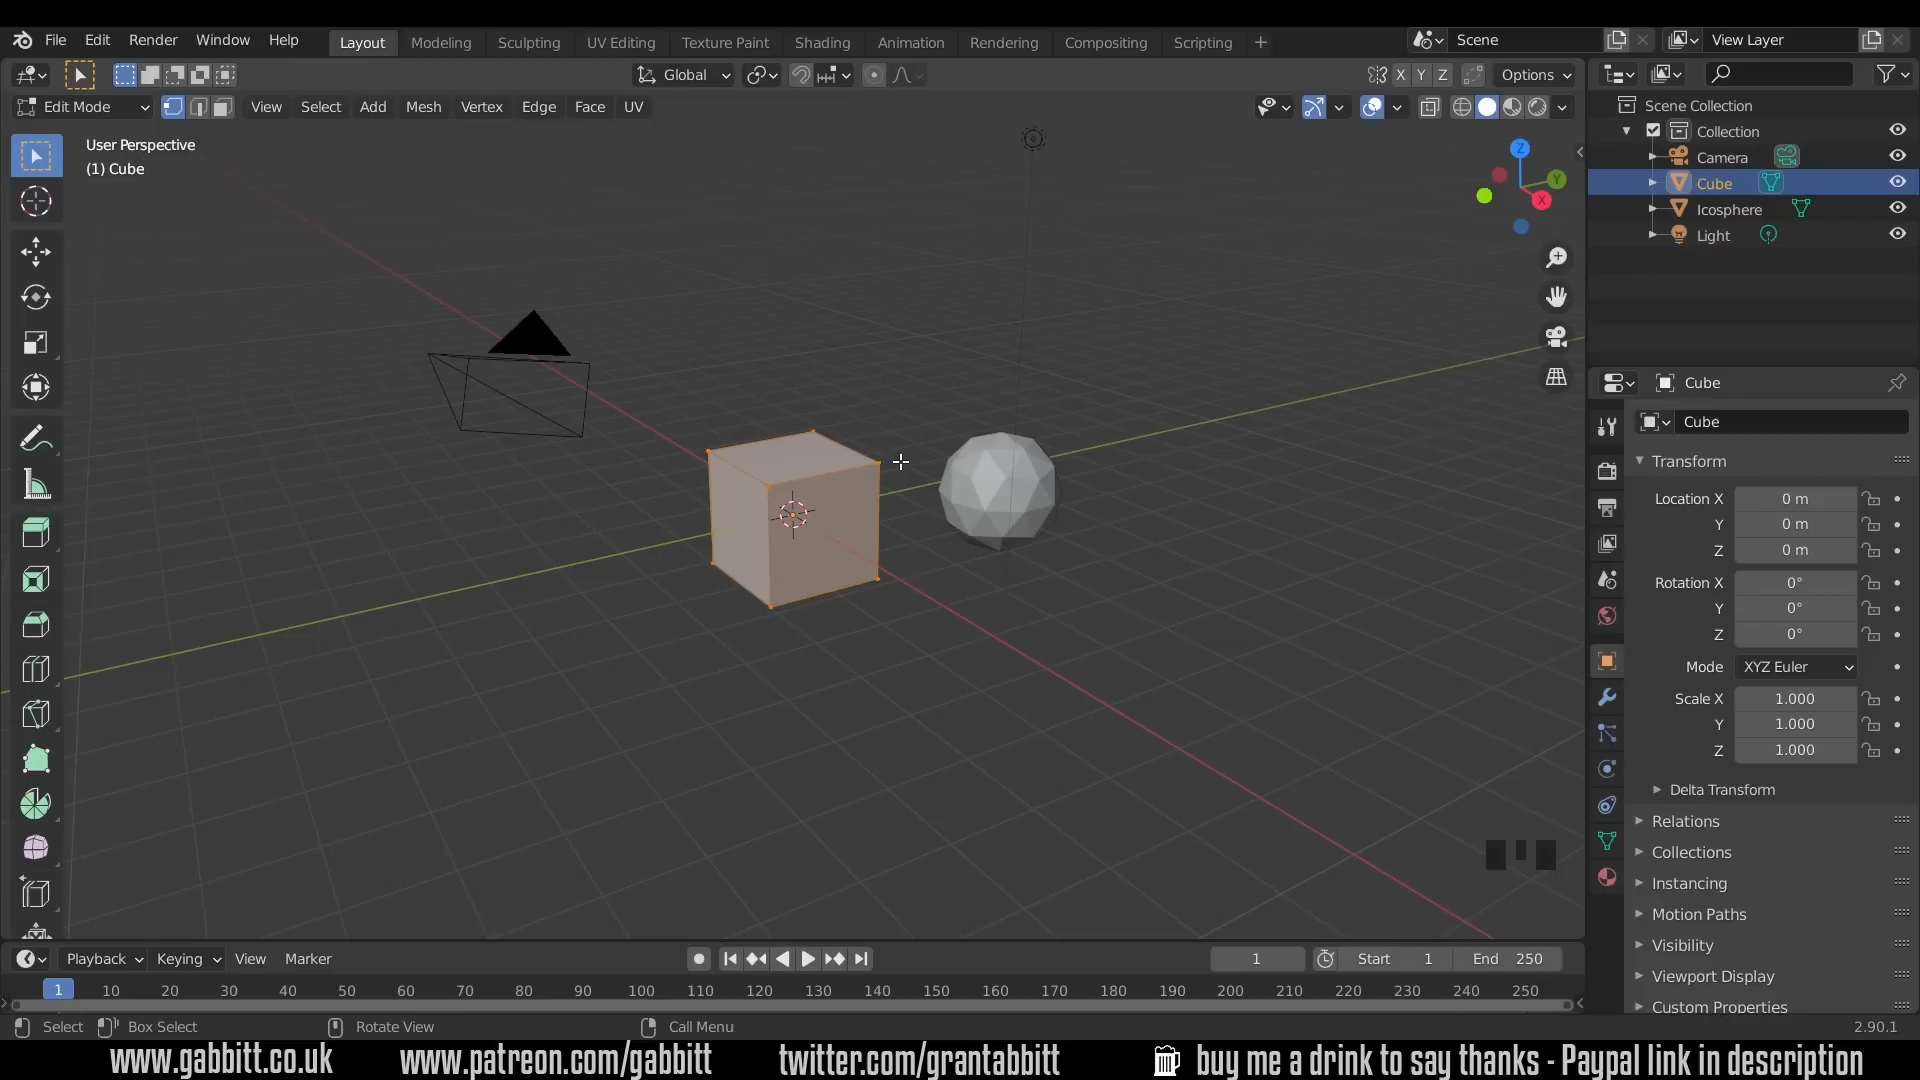 File Edit Render Window Help Layout Modeling Sculpting UV Editing Texture Paint Shading Animation Rendering Compositing Scripting + Scene View Layer
Global X Y Z Options
Edit Mode View Select Add Mesh Vertex Edge Face UV
User Perspective
(1) Cube
Z
Y
X
Scene Collection
Collection
Camera
Cube
Icosphere
Light
Cube
Cube
Transform
Location X 0 m
Y 0 m
Z 0 m
Rotation X 0°
Y 0°
Z 0°
Mode XYZ Euler
Scale X 1.000
Y 1.000
Z 1.000
Delta Transform
Relations
Collections
Instancing
Motion Paths
Visibility
Viewport Display
Custom Properties
Playback Keying View Marker 1 Start 1 End 250
1 10 20 30 40 50 60 70 80 90 100 110 120 130 140 150 160 170 180 190 200 210 220 230 240 250
Select Box Select Rotate View Call Menu 2.90.1
www.gabbitt.co.uk www.patreon.com/gabbitt twitter.com/grantabbitt buy me a drink to say thanks - Paypal link in description